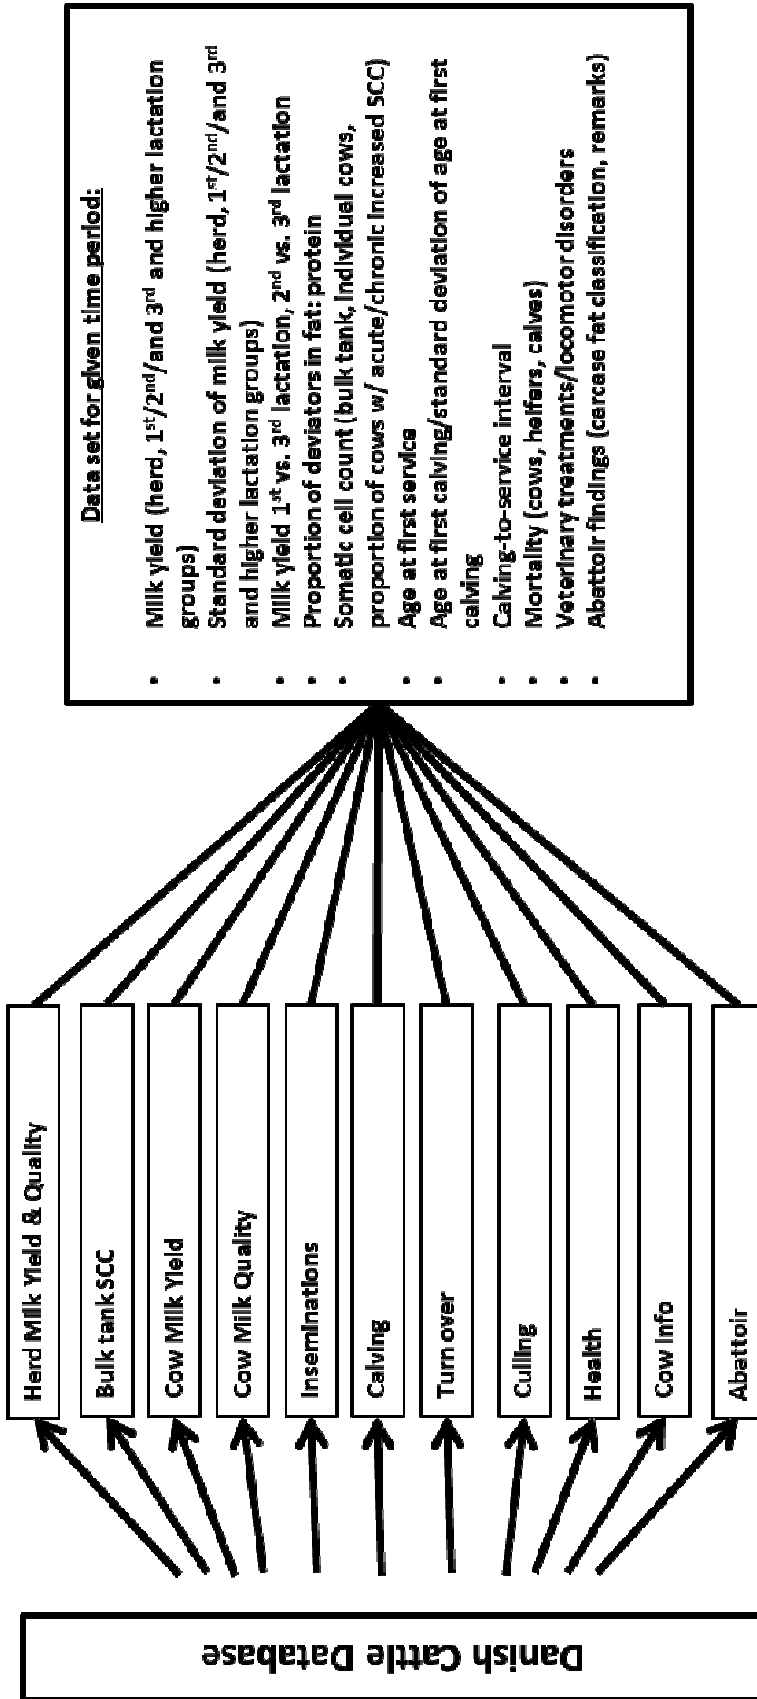 Danish Cattle Database
Herd Milk Yield & Quality
Bulk tank SCC
Cow Milk Yield
Cow Milk Quality
Inseminations
Calving
Turn over
Culling
Health
Cow Info
Abattoir
Data set for given time period:
• Milk yield (herd, 1st/2nd/and 3rd and higher lactation
groups)
• Standard deviation of milk yield (herd, 1st/2nd/and 3rd
and higher lactation groups)
• Milk yield 1st vs. 3rd lactation, 2nd vs. 3rd lactation
• Proportion of deviators in fat: protein
• Somatic cell count (bulk tank, individual cows,
proportion of cows w/ acute/chronic increased SCC)
• Age at first service
• Age at first calving/standard deviation of age at first
calving
• Calving-to-service interval
• Mortality (cows, heifers, calves)
• Veterinary treatments/locomotor disorders
• Abattoir findings (carcase fat classification, remarks)